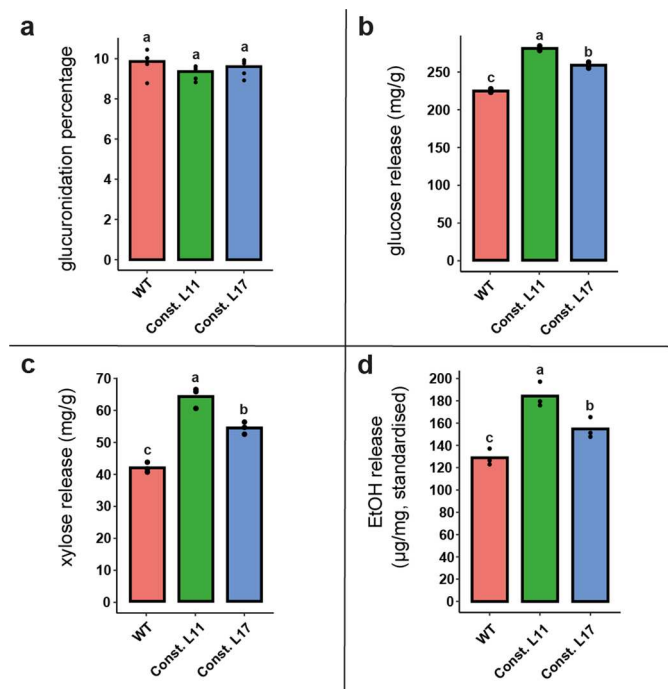 a
glucuronidation percentage
10
8
6
4
2
0
a
a
a
WT
Const. L11
Const. L17
b
glucose release (mg/g)
250
200
150
100
50
0
c
a
b
WT
Const. L11
Const. L17
c
xylose release (mg/g)
70
60
50
40
30
20
10
0
c
a
b
WT
Const. L11
Const. L17
d
EtOH release
(µg/mg, standardised)
200
180
160
140
120
100
80
60
40
20
0
c
a
b
WT
Const. L11
Const. L17